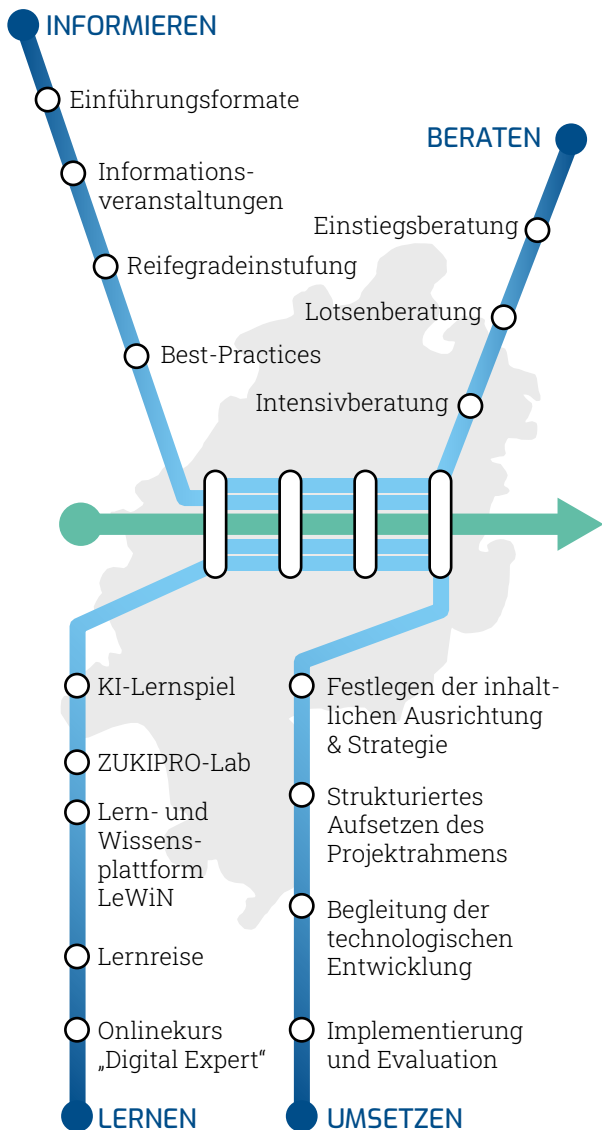 INFORMIEREN
Einführungsformate
Informations-
veranstaltungen
Reifegradeinstufung
Best-Practices
BERATEN
Einstiegsberatung
Lotsenberatung
Intensivberatung
KI-Lernspiel
ZUKIPRO-Lab
Lern- und
Wissens-
plattform
LeWiN
Lernreise
Onlinekurs
„Digital Expert“
LERNEN
Festlegen der inhalt-
lichen Ausrichtung
& Strategie
Strukturiertes
Aufsetzen des
Projektrahmens
Begleitung der
technologischen
Entwicklung
Implementierung
und Evaluation
UMSETZEN